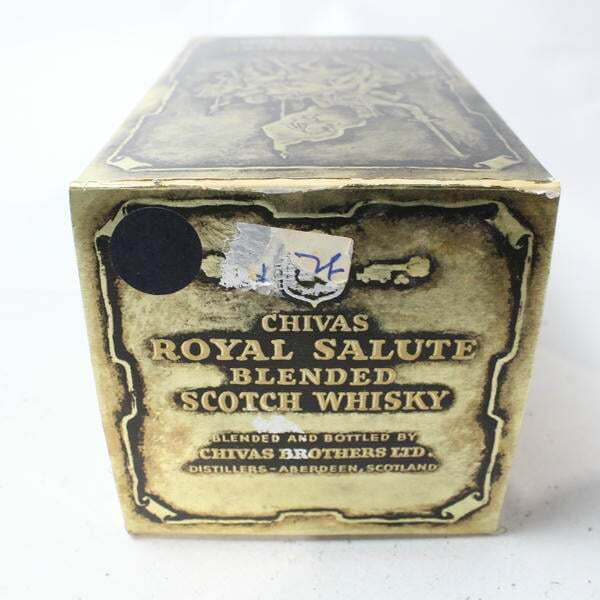 CHIVAS
ROYAL SALUTE
BLENDED
SCOTCH WHISKY
BLENDED AND BOTTLED BY
CHIVAS BROTHERS LTD.
DISTILLERS-ABERDEEN, SCOTLAND